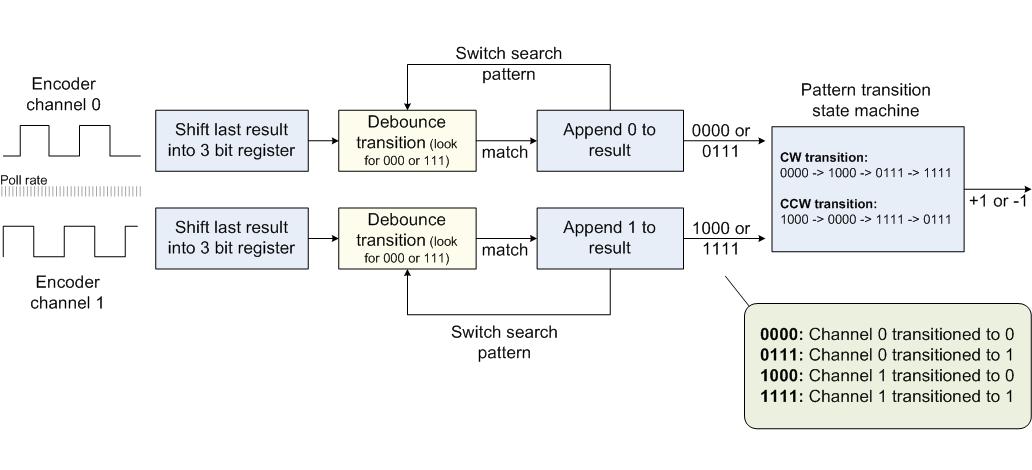 Encoder
channel 0
Poll rate
Encoder
channel 1
Shift last result
into 3 bit register
Debounce
transition (look
for 000 or 111)
Switch search
pattern
match
Append 0 to
result
0000 or
0111
Shift last result
into 3 bit register
Debounce
transition (look
for 000 or 111)
match
Append 1 to
result
1000 or
1111
Switch search
pattern
Pattern transition
state machine
CW transition:
0000 -> 1000 -> 0111 -> 1111
CCW transition:
1000 -> 0000 -> 1111 -> 0111
+1 or -1
0000: Channel 0 transitioned to 0
0111: Channel 0 transitioned to 1
1000: Channel 1 transitioned to 0
1111: Channel 1 transitioned to 1